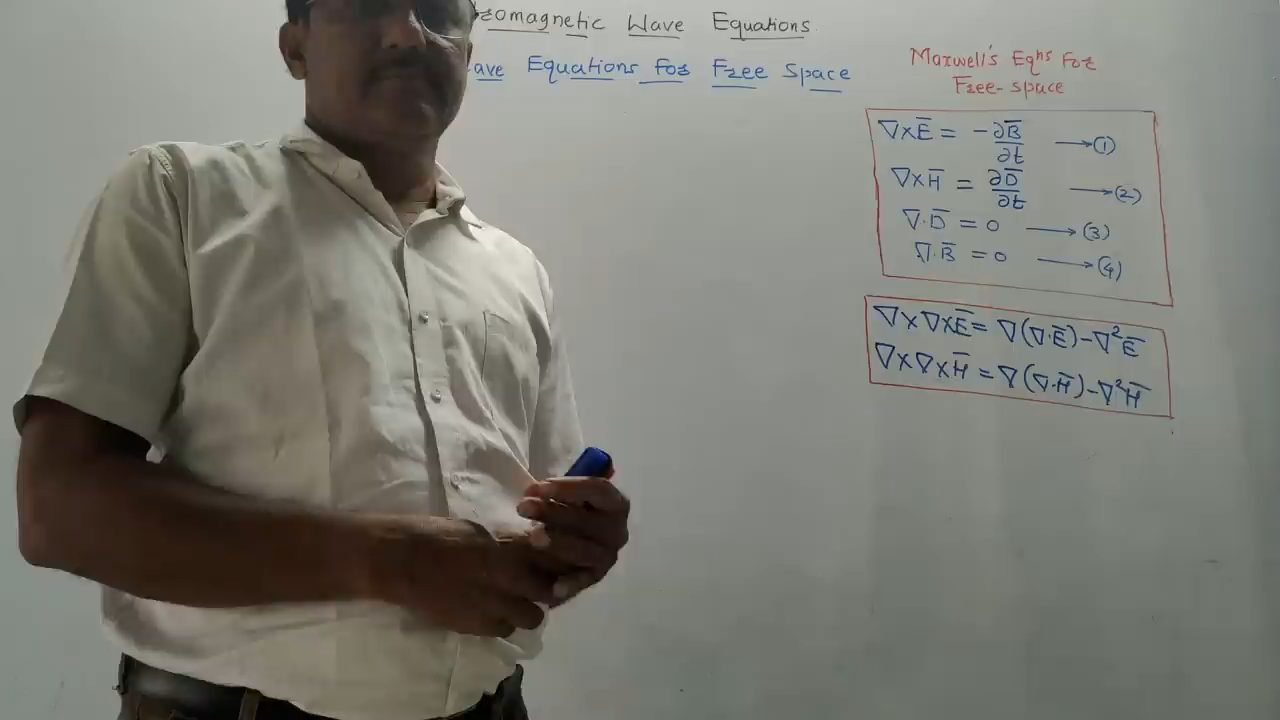 Wave Equations
Equations For Free Space
Maxwell's Eqns For
Free-space
∇×E̅ = -∂B̅/∂t ⟶(1)
∇×H̅ = ∂D̅/∂t ⟶(2)
∇·D̅ = 0 ⟶(3)
∇·B̅ = 0 ⟶(4)
∇×∇×E̅ = ∇(∇·E̅)-∇²E̅
∇×∇×H̅ = ∇(∇·H̅)-∇²H̅